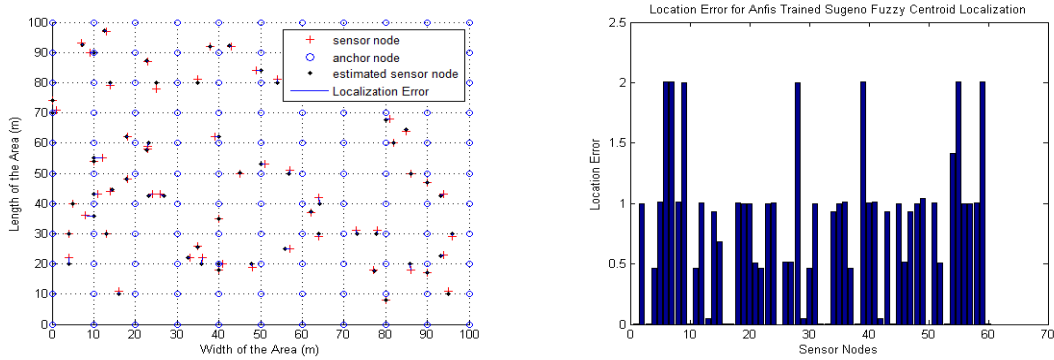 100
90
80
70
60
50
40
30
20
10
0
Length of the Area (m)
sensor node
anchor node
estimated sensor node
Localization Error
0 10 20 30 40 50 60 70 80 90 100
Width of the Area (m)
Location Error for Anfis Trained Sugeno Fuzzy Centroid Localization
2.5
2
1.5
1
0.5
0
Location Error
0 10 20 30 40 50 60 70
Sensor Nodes